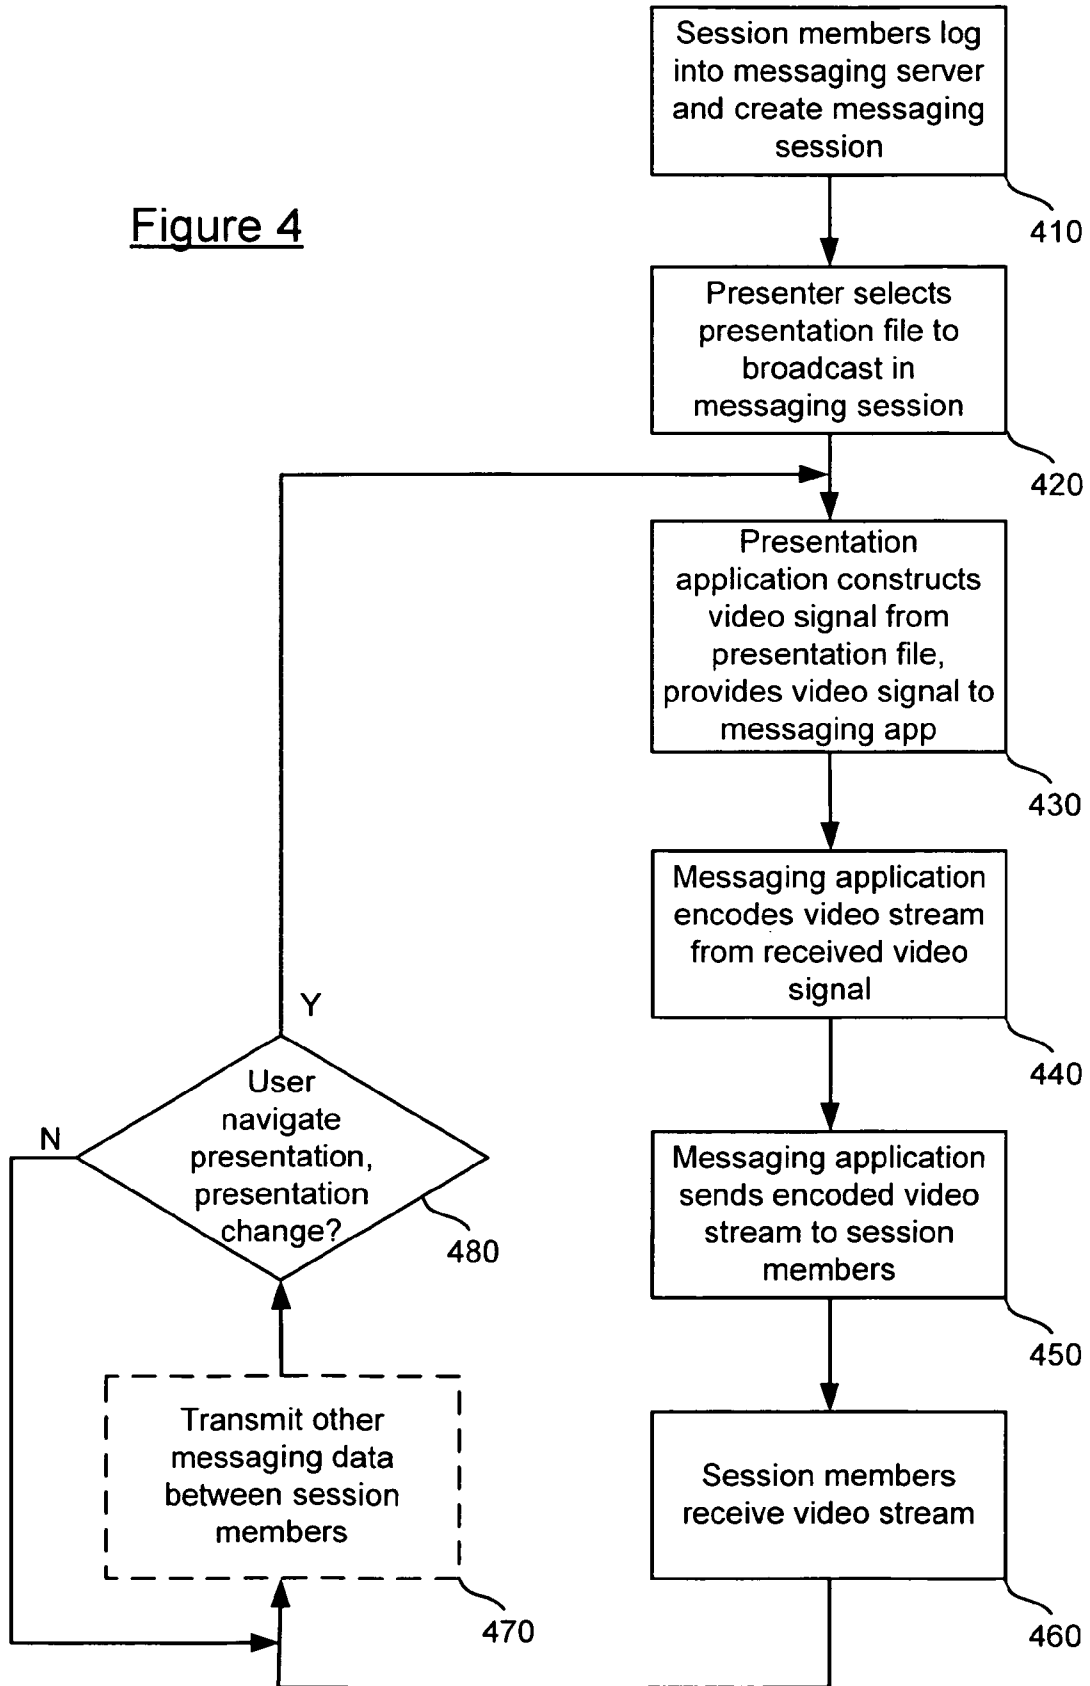 Figure 4
Session members log
into messaging server
and create messaging
session
410
Presenter selects
presentation file to
broadcast in
messaging session
420
Presentation
application constructs
video signal from
presentation file,
provides video signal to
messaging app
430
Messaging application
encodes video stream
from received video
signal
440
Messaging application
sends encoded video
stream to session
members
450
Session members
receive video stream
460
Transmit other
messaging data
between session
members
470
User
navigate
presentation,
presentation
change?
480
Y
N